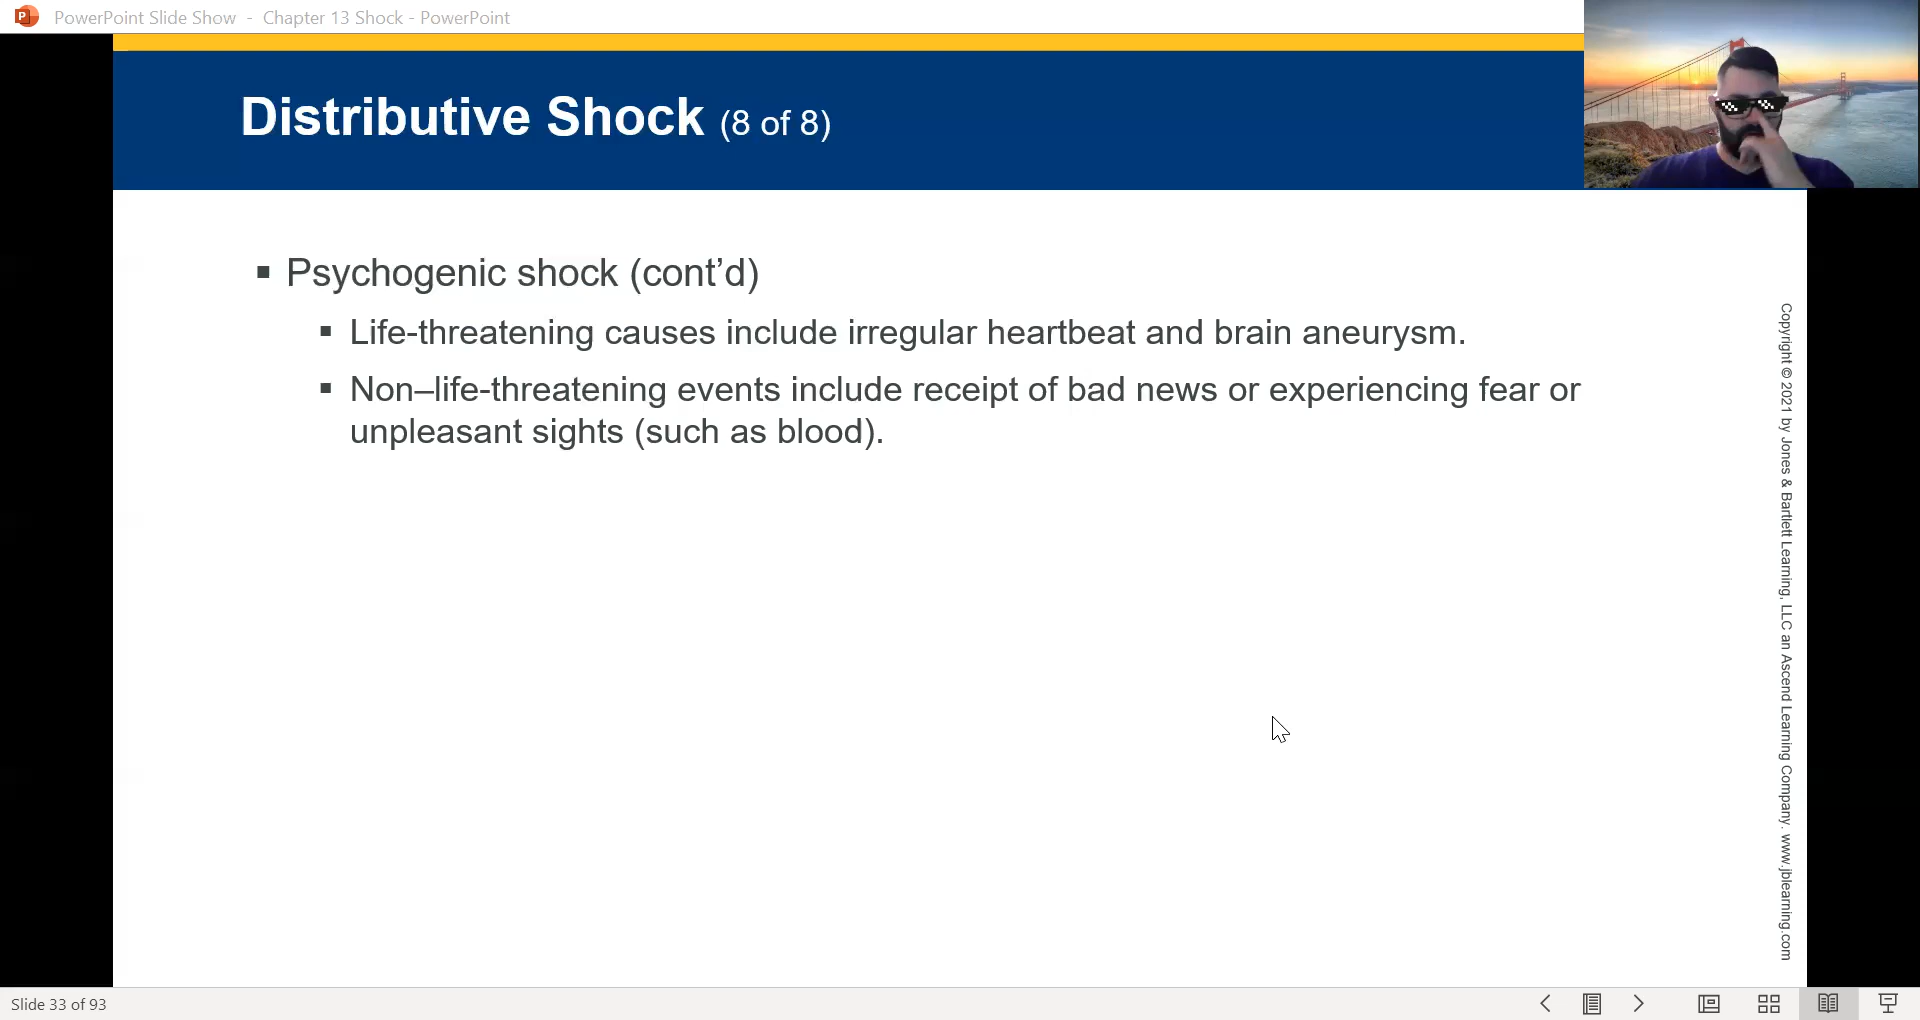 PowerPoint Slide Show - Chapter 13 Shock - PowerPoint
Distributive Shock (8 of 8)
▪ Psychogenic shock (cont’d)
▪ Life-threatening causes include irregular heartbeat and brain aneurysm.
▪ Non–life-threatening events include receipt of bad news or experiencing fear or
unpleasant sights (such as blood).
Copyright © 2021 by Jones & Bartlett Learning, LLC an Ascend Learning Company. www.jblearning.com
Slide 33 of 93